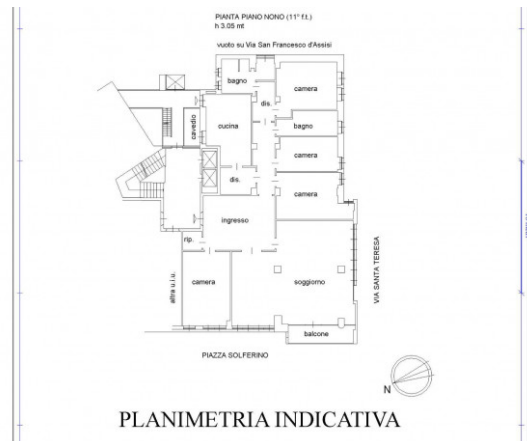 PIANTA PIANO NONO (11° f.t.)
h 3.05 mt
vuoto su Via San Francesco d'Assisi
bagno
camera
dis.
cucina
cavedio
bagno
camera
dis.
camera
ingresso
rip.
altra u.i.u.
camera
soggiorno
VIA SANTA TERESA
balcone
PIAZZA SOLFERINO
N
PLANIMETRIA INDICATIVA